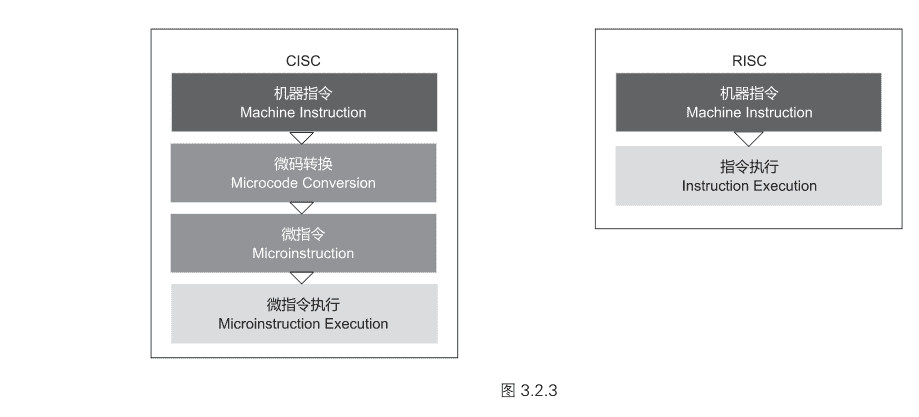 CISC
机器指令
Machine Instruction
微码转换
Microcode Conversion
微指令
Microinstruction
微指令执行
Microinstruction Execution
RISC
机器指令
Machine Instruction
指令执行
Instruction Execution
图 3.2.3